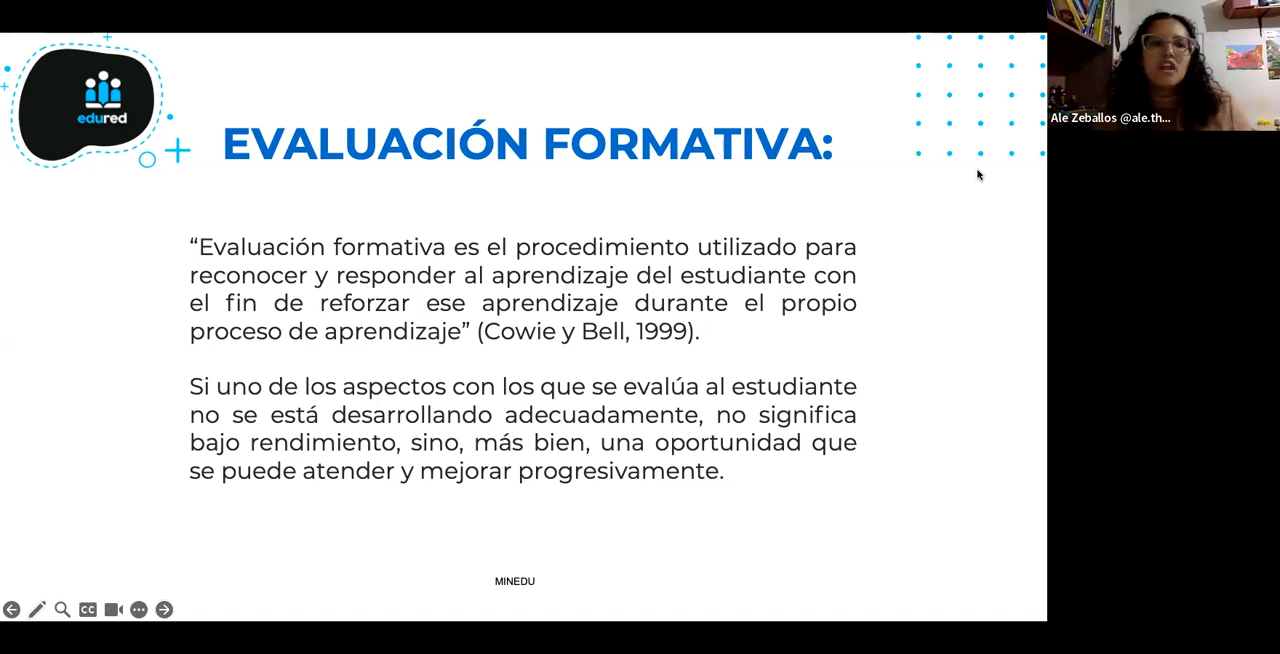 edured
EVALUACIÓN FORMATIVA:
“Evaluación formativa es el procedimiento utilizado para
reconocer y responder al aprendizaje del estudiante con
el fin de reforzar ese aprendizaje durante el propio
proceso de aprendizaje” (Cowie y Bell, 1999).
Si uno de los aspectos con los que se evalúa al estudiante
no se está desarrollando adecuadamente, no significa
bajo rendimiento, sino, más bien, una oportunidad que
se puede atender y mejorar progresivamente.
MINEDU
CC
Ale Zeballos @ale.th...